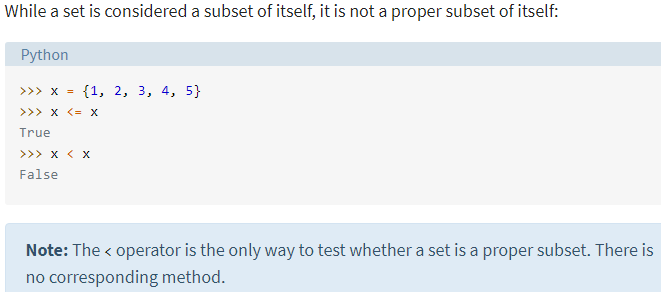 While a set is considered a subset of itself, it is not a proper subset of itself:
Python
>>> x = {1, 2, 3, 4, 5}
>>> x <= x
True
>>> x < x
False
Note: The < operator is the only way to test whether a set is a proper subset. There is
no corresponding method.